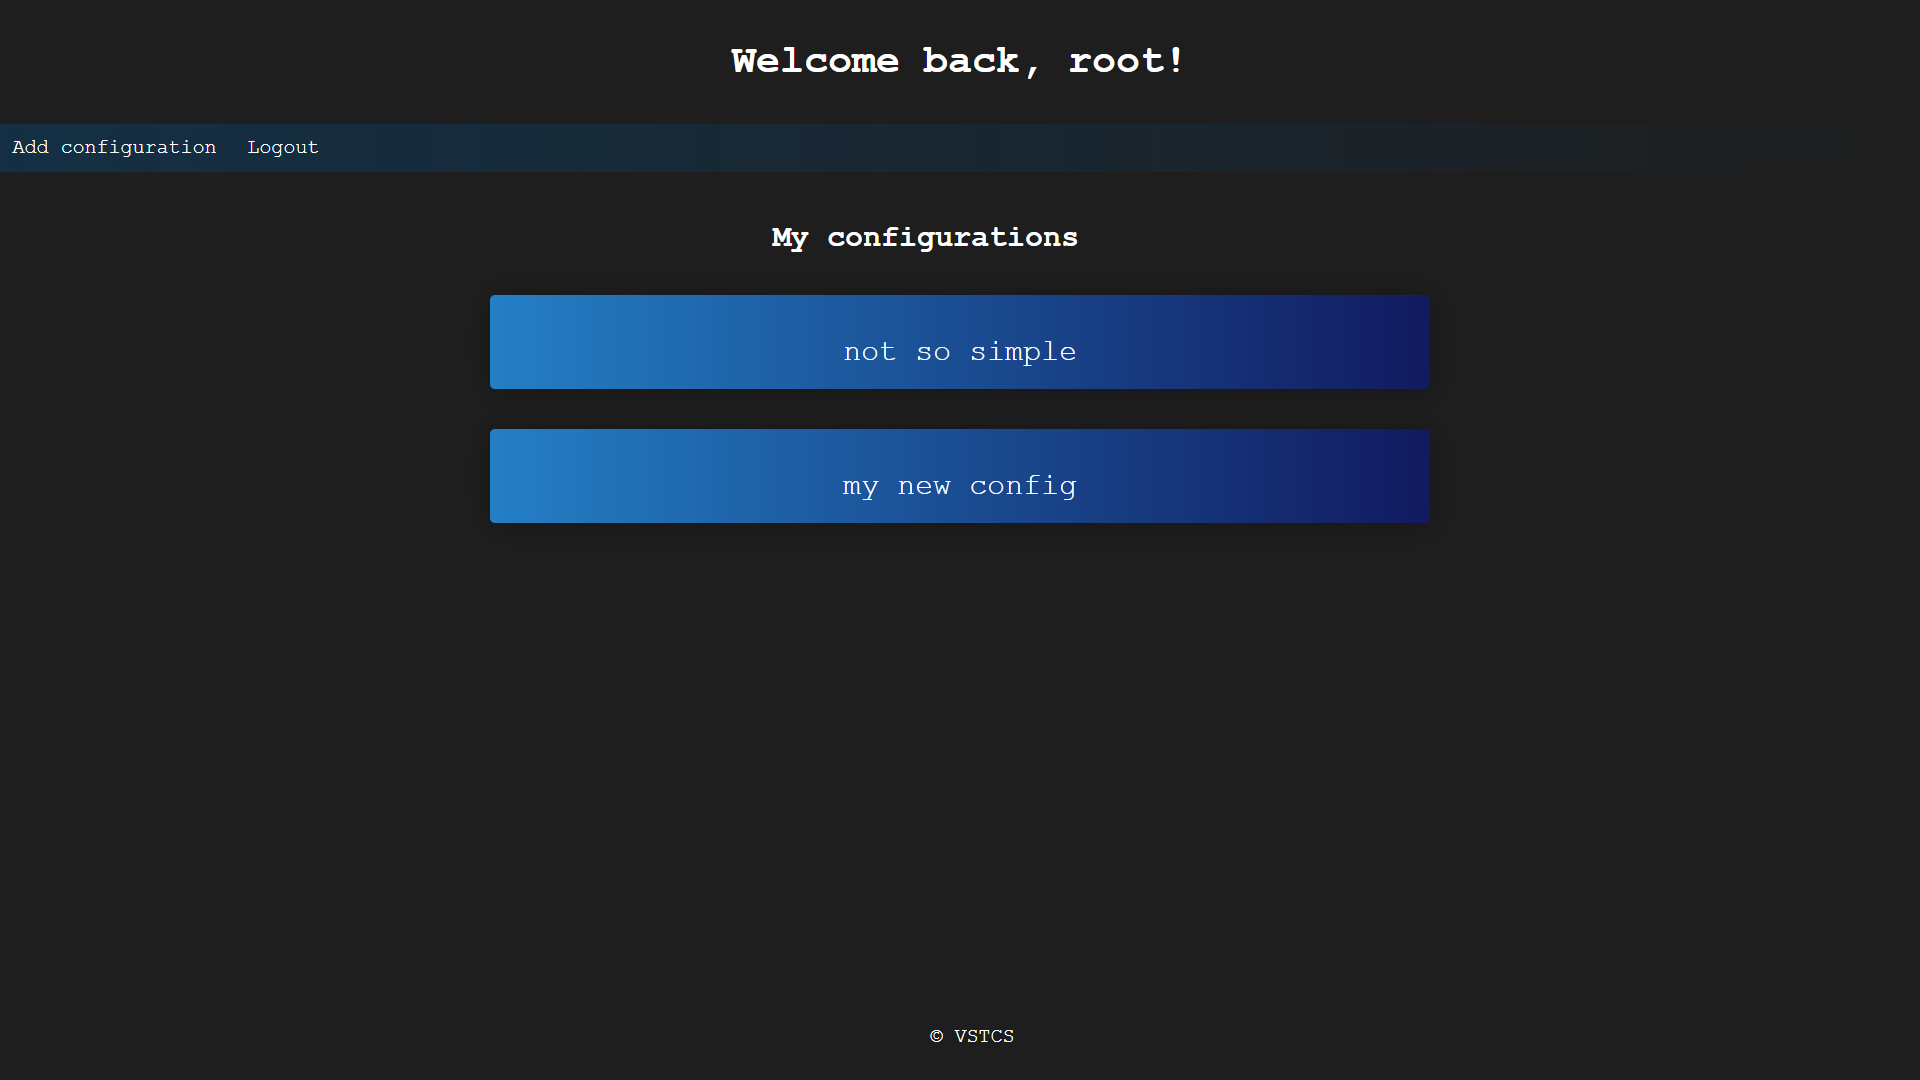 Welcome back, root!
Add configuration Logout
My configurations
not so simple
my new config
© VSTCS